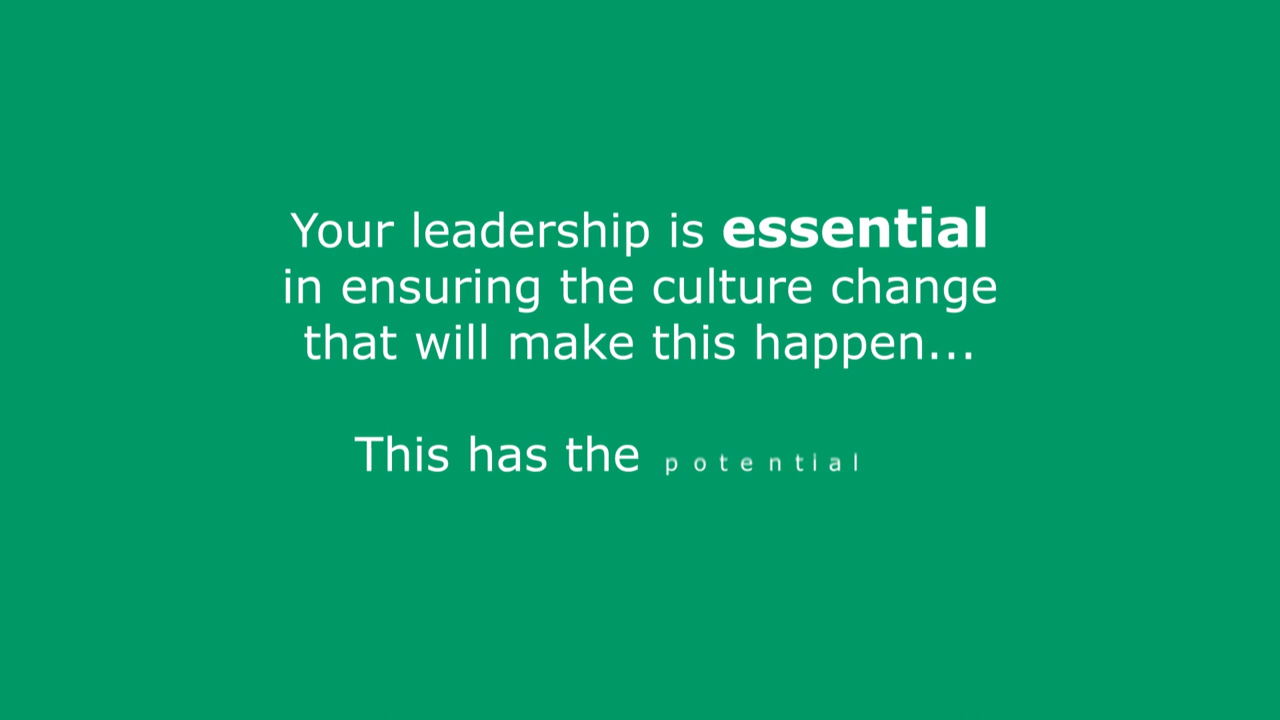 Your leadership is essential
in ensuring the culture change
that will make this happen...
This has the potential